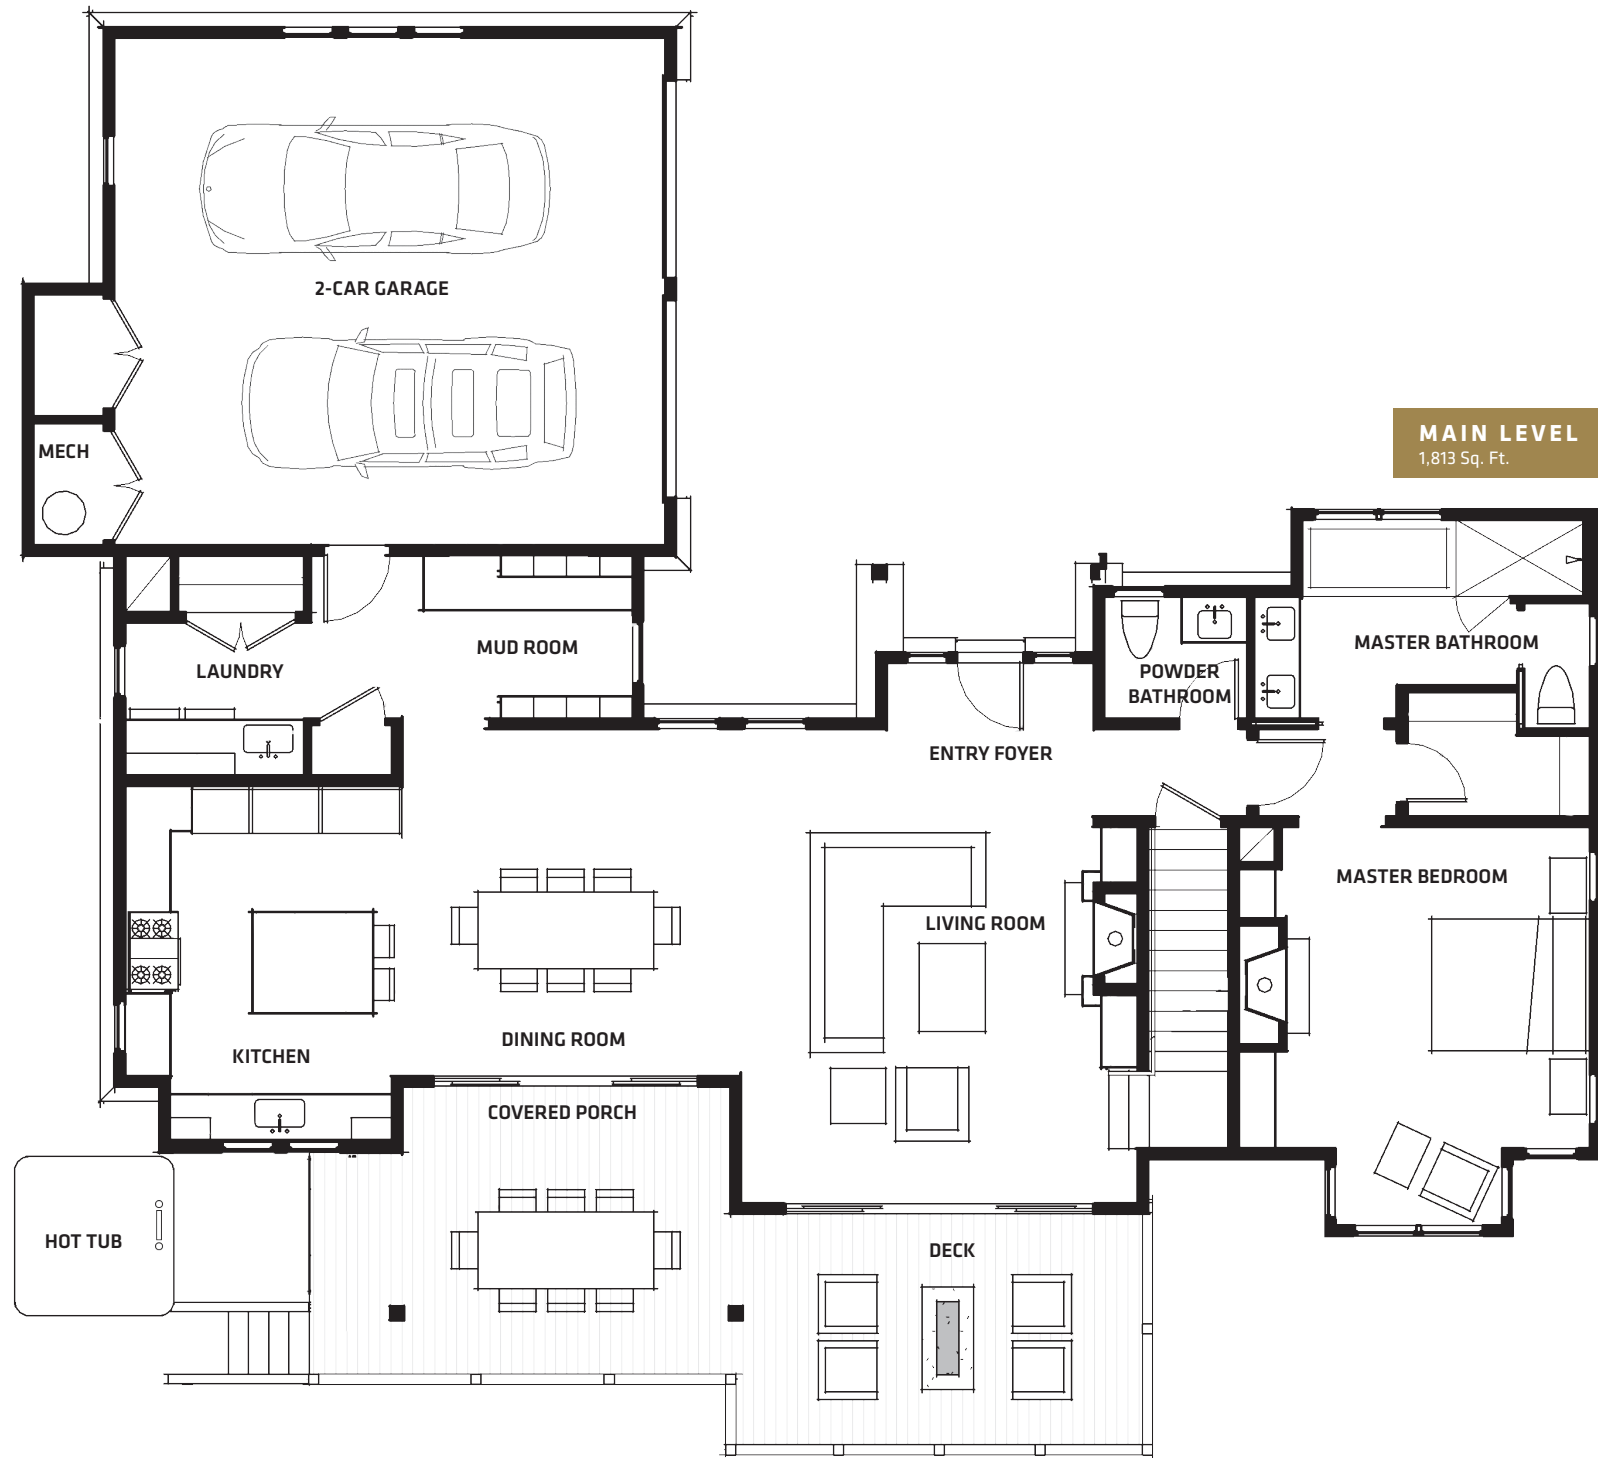 2-CAR GARAGE
MECH
MAIN LEVEL
1,813 Sq. Ft.
MUD ROOM
LAUNDRY
POWDER
BATHROOM
MASTER BATHROOM
ENTRY FOYER
MASTER BEDROOM
LIVING ROOM
DINING ROOM
KITCHEN
COVERED PORCH
HOT TUB
DECK